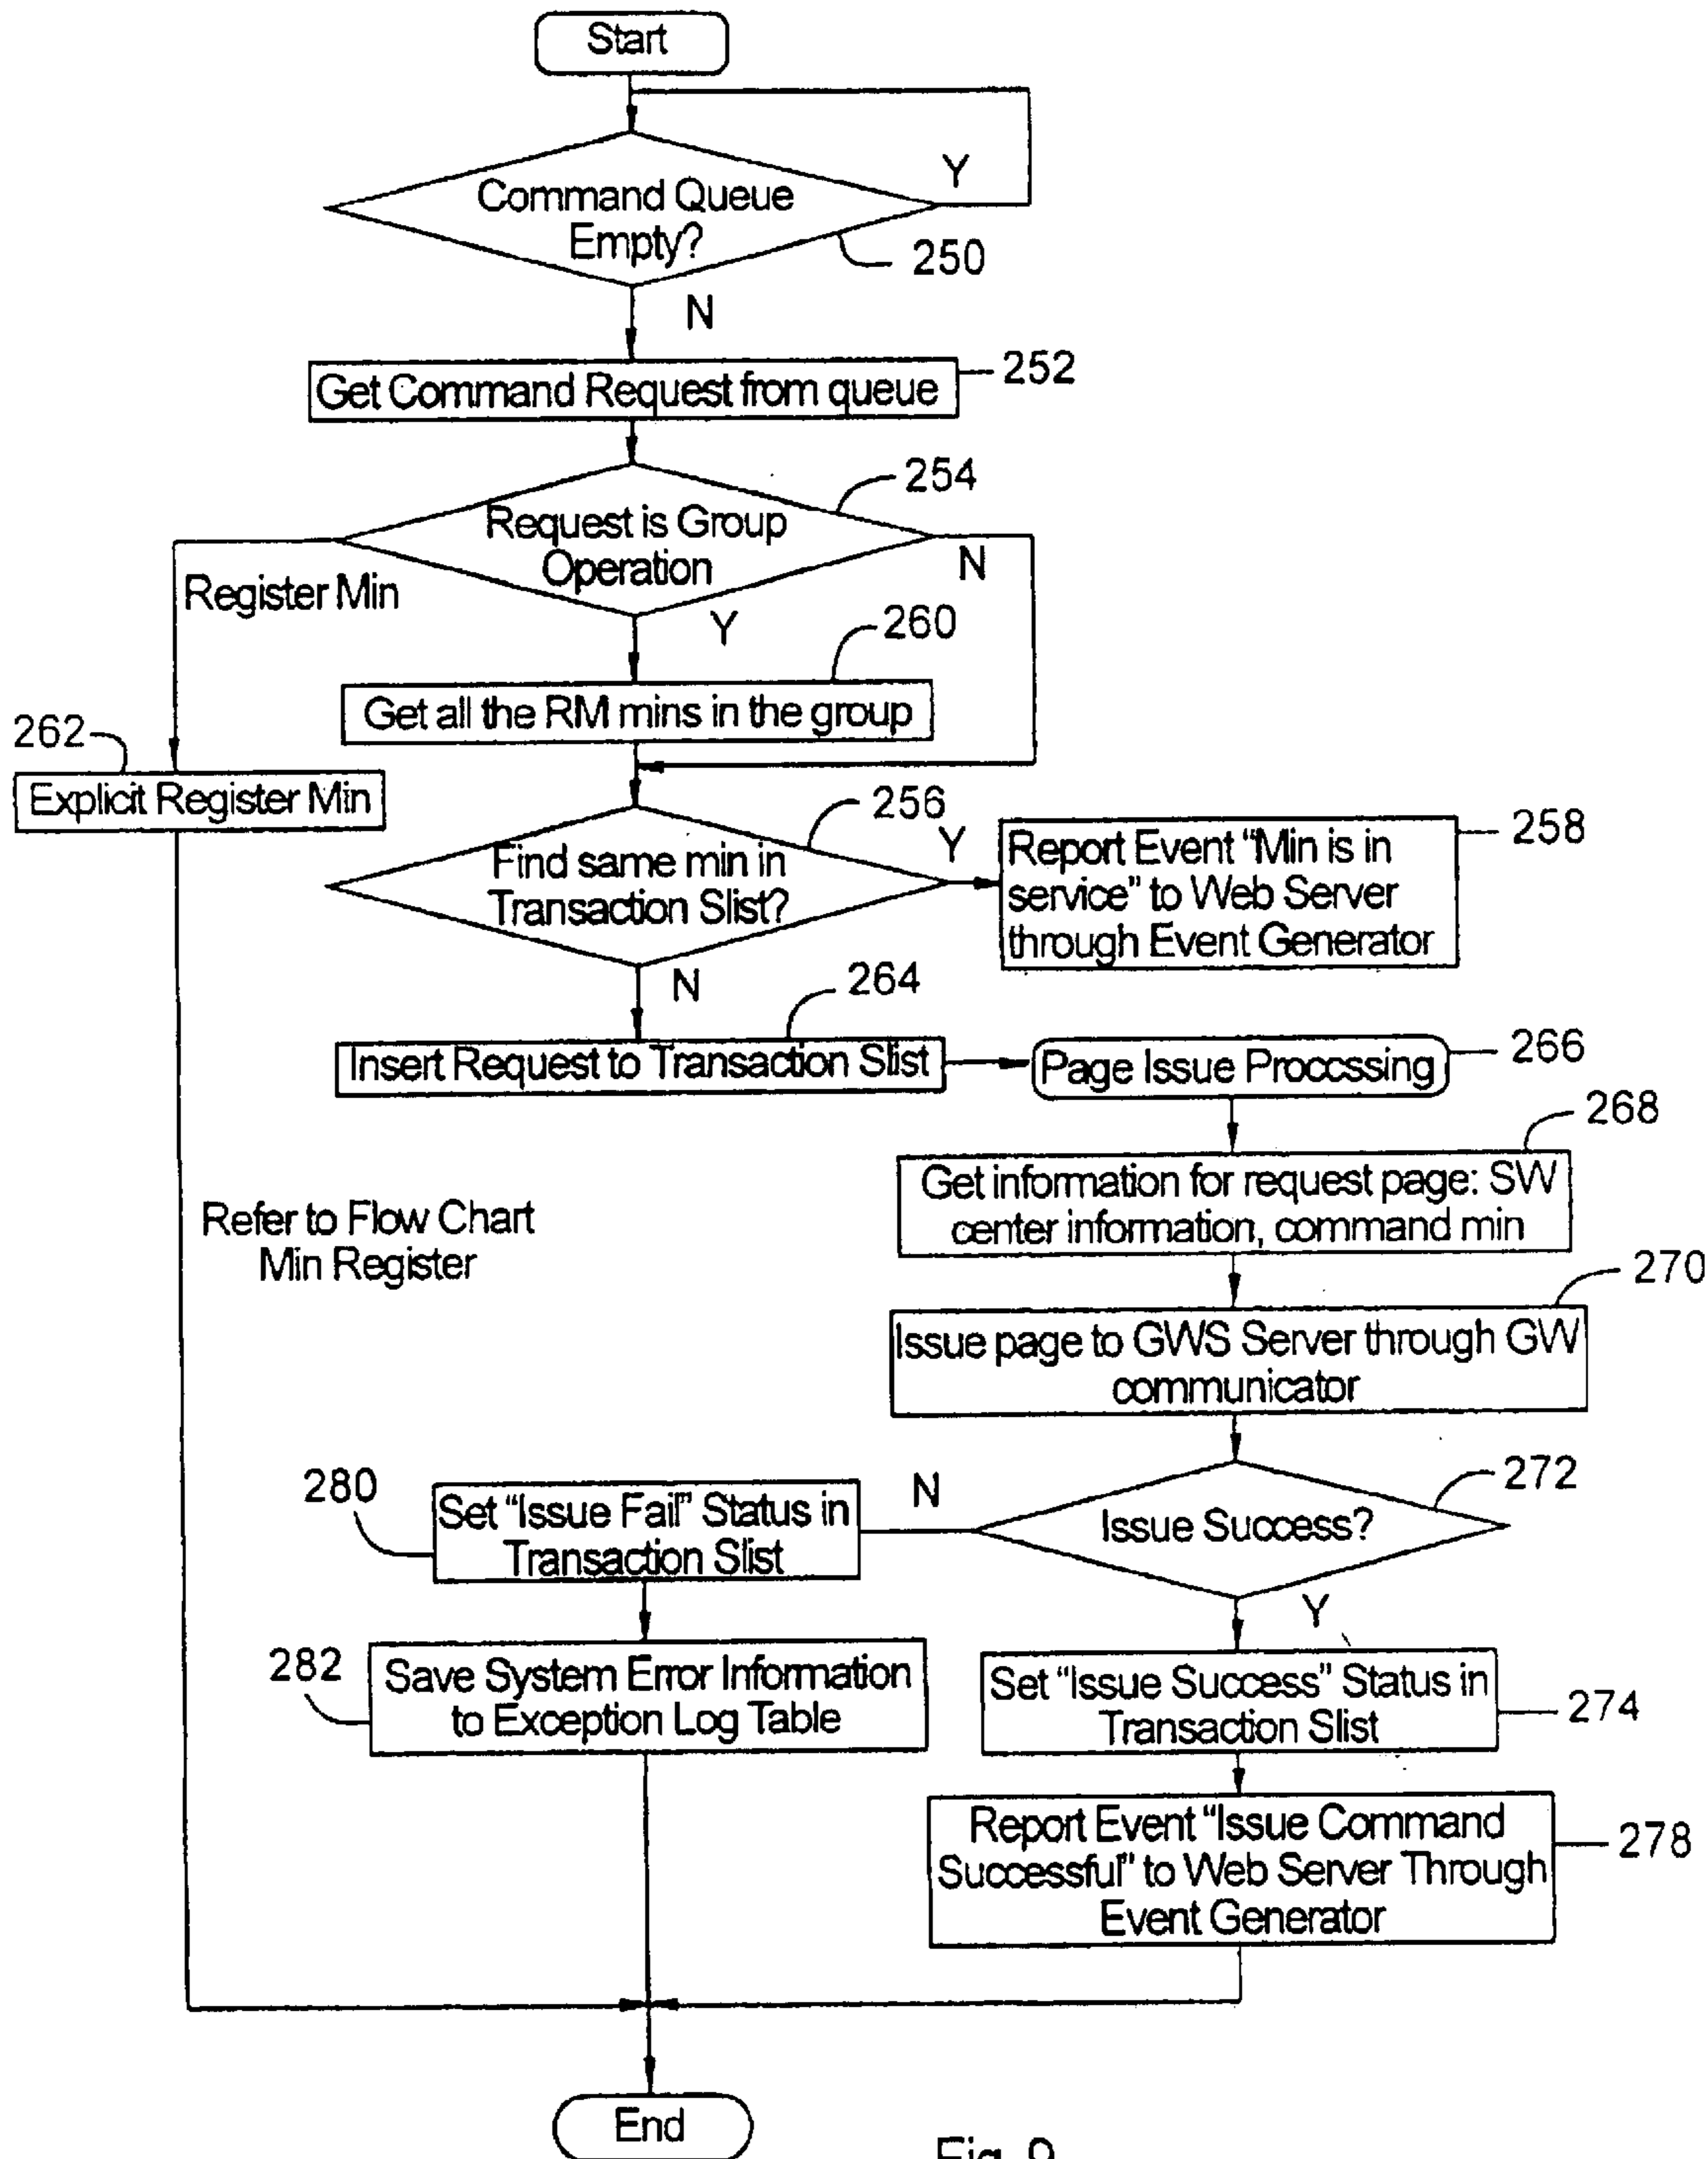 Start
Y
Command Queue
Empty?
250
N
Get Command Request from queue
252
254
Request is Group
Operation
N
Register Min
Y
260
Get all the RM mins in the group
262
Explicit Register Min
256
Find same min in
Transaction Slist?
Y
Report Event "Min is in
service" to Web Server
through Event Generator
258
N
264
Insert Request to Transaction Slist
Page Issue Proccssing
266
268
Get information for request page: SW
center information, command min
Refer to Flow Chart
Min Register
270
Issue page to GWS Server through GW
communicator
272
Issue Success?
N
280
Set "Issue Fail" Status in
Transaction Slist
Y
282
Save System Error Information
to Exception Log Table
Set "Issue Success" Status in
Transaction Slist
274
Report Event "Issue Command
Successful" to Web Server Through
Event Generator
278
End
Fig. 9